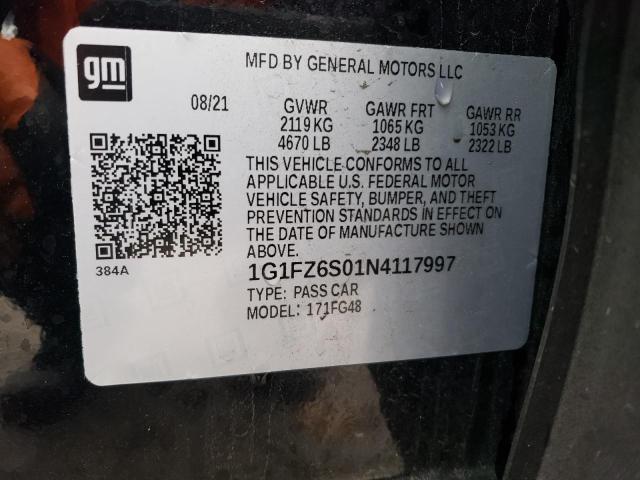 gm
MFD BY GENERAL MOTORS LLC
08/21 GVWR GAWR FRT GAWR RR
2119 KG 1065 KG 1053 KG
4670 LB 2348 LB 2322 LB
THIS VEHICLE CONFORMS TO ALL
APPLICABLE U.S. FEDERAL MOTOR
VEHICLE SAFETY, BUMPER, AND THEFT
PREVENTION STANDARDS IN EFFECT ON
THE DATE OF MANUFACTURE SHOWN
ABOVE.
384A
1G1FZ6S01N4117997
TYPE: PASS CAR
MODEL: 171FG48